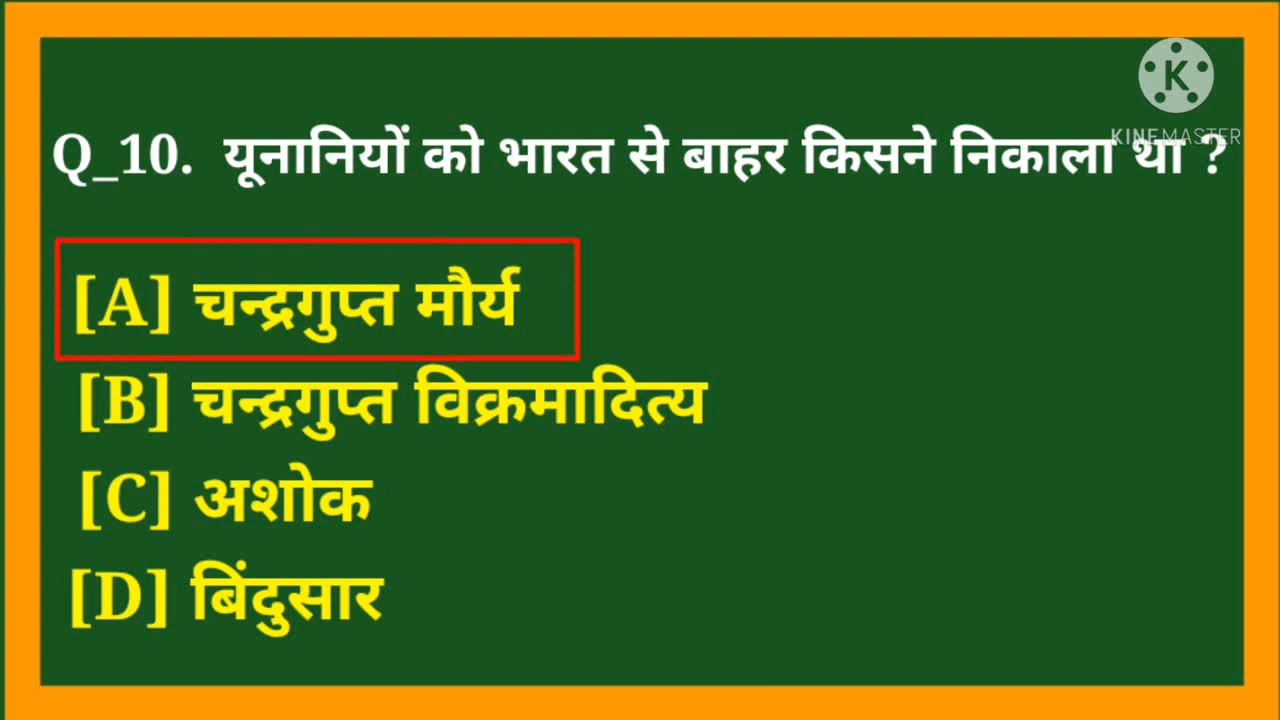 K
KINEMASTER
Q_10. यूनानियों को भारत से बाहर किसने निकाला था ?
[A] चन्द्रगुप्त मौर्य
[B] चन्द्रगुप्त विक्रमादित्य
[C] अशोक
[D] बिंदुसार